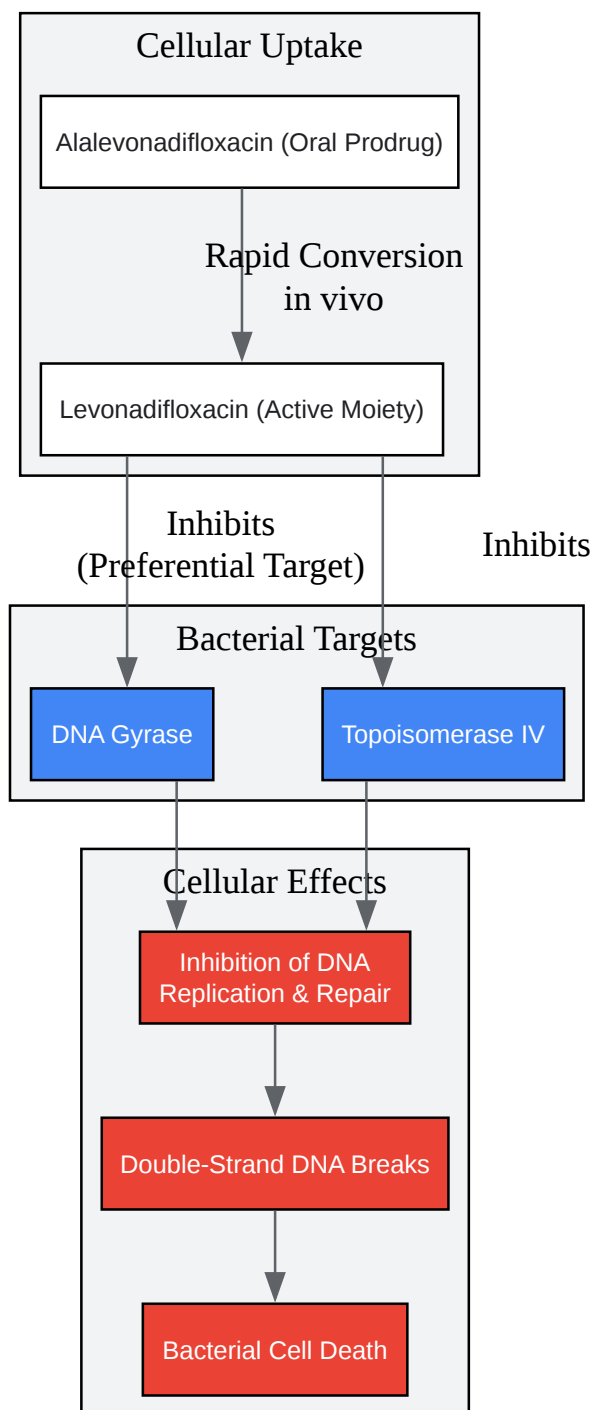 Cellular Uptake
Alalevonadifloxacin (Oral Prodrug)
Rapid Conversion
in vivo
Levonadifloxacin (Active Moiety)
Inhibits
(Preferential Target)
Inhibits
Bacterial Targets
DNA Gyrase
Topoisomerase IV
Cellular Effects
Inhibition of DNA
Replication & Repair
Double-Strand DNA Breaks
Bacterial Cell Death